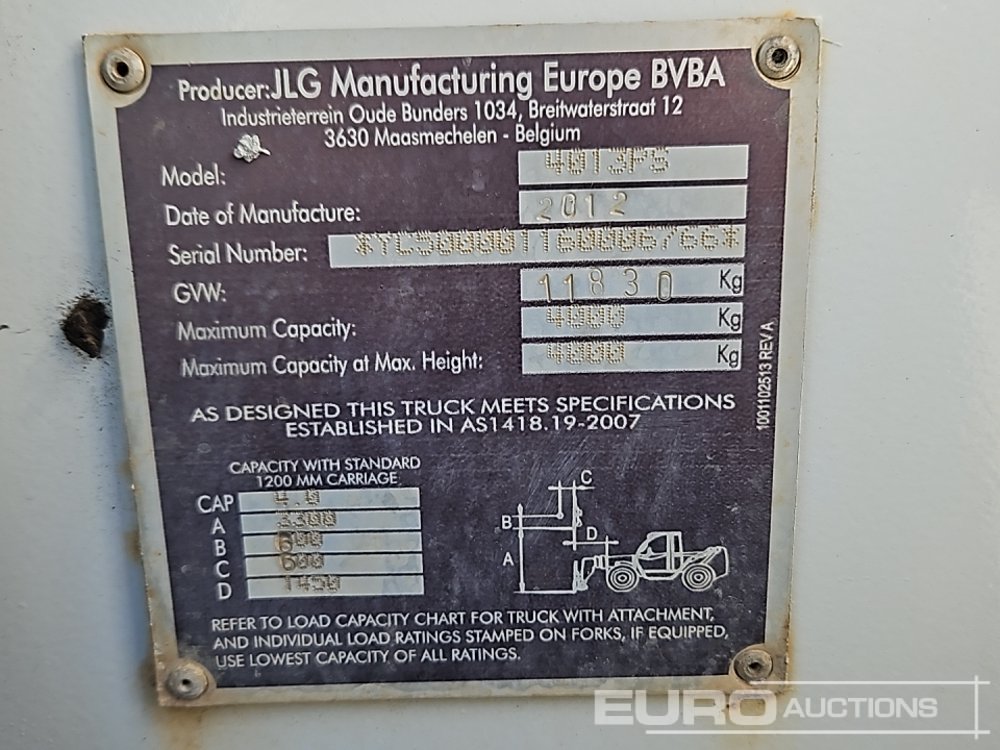 Producer: JLG Manufacturing Europe BVBA
Industrieterrein Oude Bunders 1034, Breitwaterstraat 12
3630 Maasmechelen - Belgium
Model: 4013PS
Date of Manufacture: 2012
Serial Number: *YC5000011600006766*
GVW: 11830 Kg
Maximum Capacity: 4000 Kg
Maximum Capacity at Max. Height: 4000 Kg
1001102513 REV A
AS DESIGNED THIS TRUCK MEETS SPECIFICATIONS
ESTABLISHED IN AS1418.19-2007
CAPACITY WITH STANDARD
1200 MM CARRIAGE
CAP 4.0
A 3300
B 600
C 600
D 1450
C
B
D
A
REFER TO LOAD CAPACITY CHART FOR TRUCK WITH ATTACHMENT,
AND INDIVIDUAL LOAD RATINGS STAMPED ON FORKS, IF EQUIPPED,
USE LOWEST CAPACITY OF ALL RATINGS.
EURO AUCTIONS